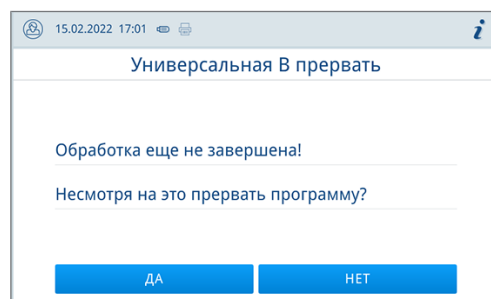 15.02.2022 17:01
i
Универсальная В прервать
Обработка еще не завершена!
Несмотря на это прервать программу?
ДА НЕТ